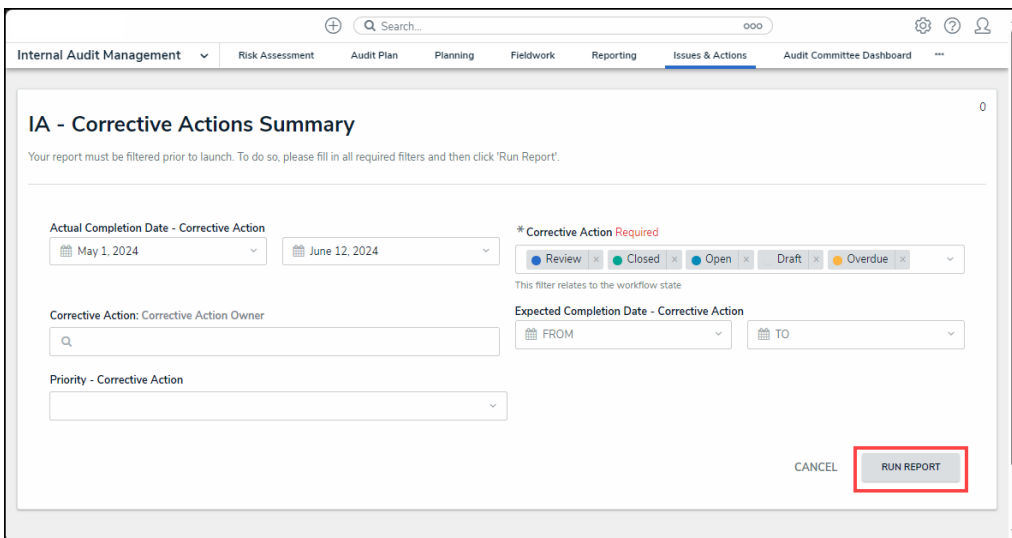 Search... ooo
Internal Audit Management Risk Assessment Audit Plan Planning Fieldwork Reporting Issues & Actions Audit Committee Dashboard ...
0
IA - Corrective Actions Summary
Your report must be filtered prior to launch. To do so, please fill in all required filters and then click 'Run Report'.
Actual Completion Date - Corrective Action
May 1, 2024 June 12, 2024
* Corrective Action Required
Review × Closed × Open × Draft × Overdue ×
This filter relates to the workflow state
Corrective Action: Corrective Action Owner
Expected Completion Date - Corrective Action
FROM TO
Priority - Corrective Action
CANCEL RUN REPORT